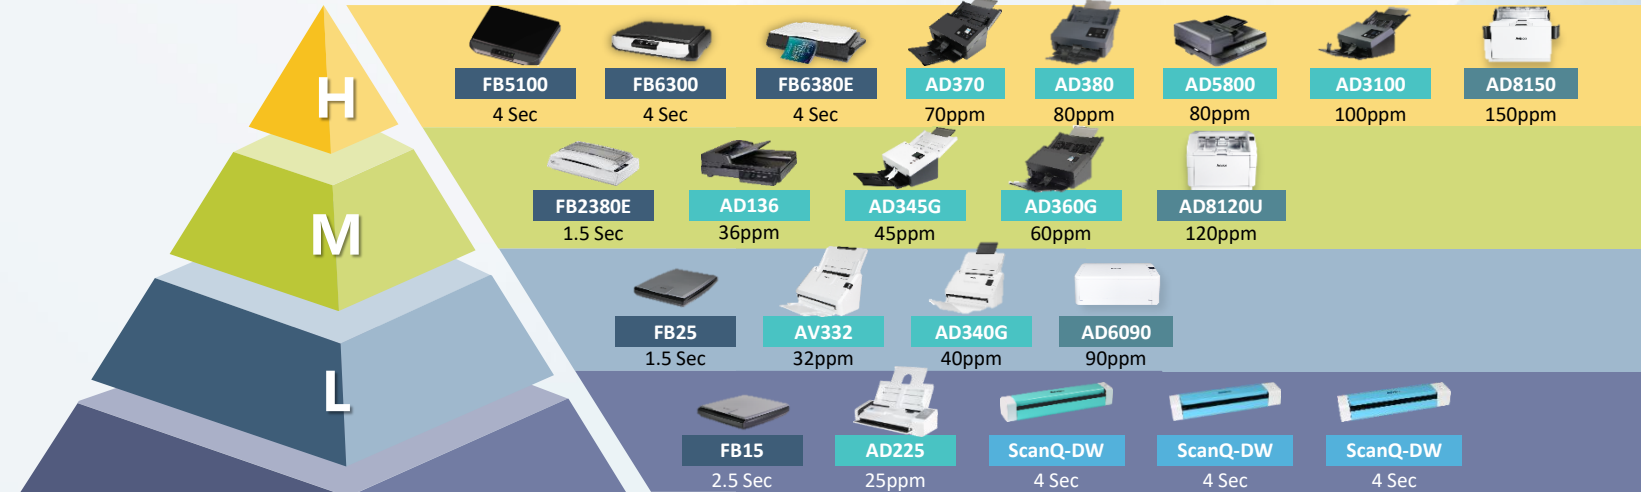 H
FB5100 FB6300 FB6380E AD370 AD380 AD5800 AD3100 AD8150
4 Sec 4 Sec 4 Sec 70ppm 80ppm 80ppm 100ppm 150ppm
M
FB2380E AD136 AD345G AD360G AD8120U
1.5 Sec 36ppm 45ppm 60ppm 120ppm
L
FB25 AV332 AD340G AD6090
1.5 Sec 32ppm 40ppm 90ppm
FB15 AD225 ScanQ-DW ScanQ-DW ScanQ-DW
2.5 Sec 25ppm 4 Sec 4 Sec 4 Sec